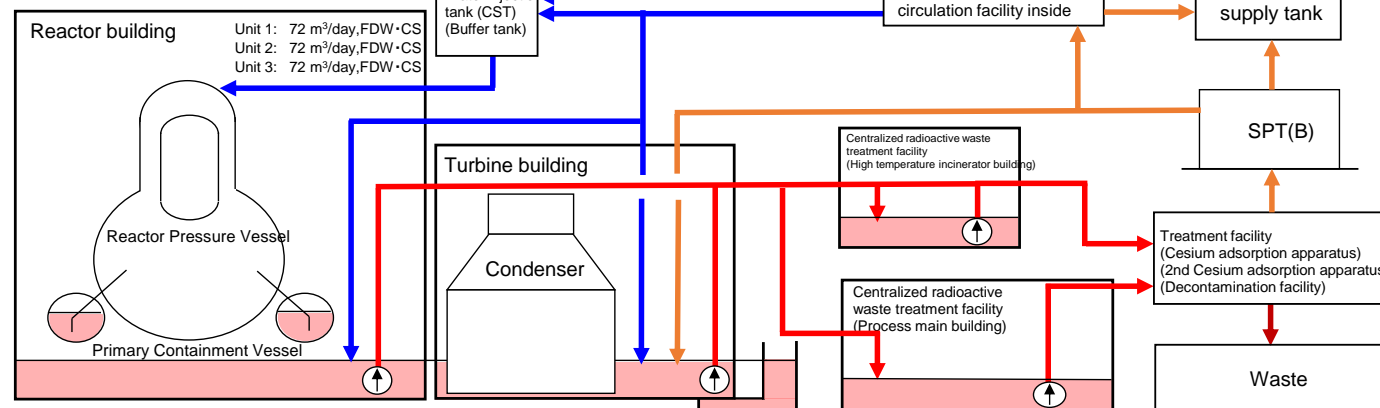 tank (CST)
(Buffer tank)
circulation facility inside
supply tank
Reactor building
Unit 1: 72 m³/day,FDW･CS
Unit 2: 72 m³/day,FDW･CS
Unit 3: 72 m³/day,FDW･CS
SPT(B)
Centralized radioactive waste
treatment facility
(High temperature incinerator building)
Turbine building
Reactor Pressure Vessel
Condenser
Treatment facility
(Cesium adsorption apparatus)
(2nd Cesium adsorption apparatus
(Decontamination facility)
Centralized radioactive
waste treatment facility
(Process main building)
Primary Containment Vessel
Waste